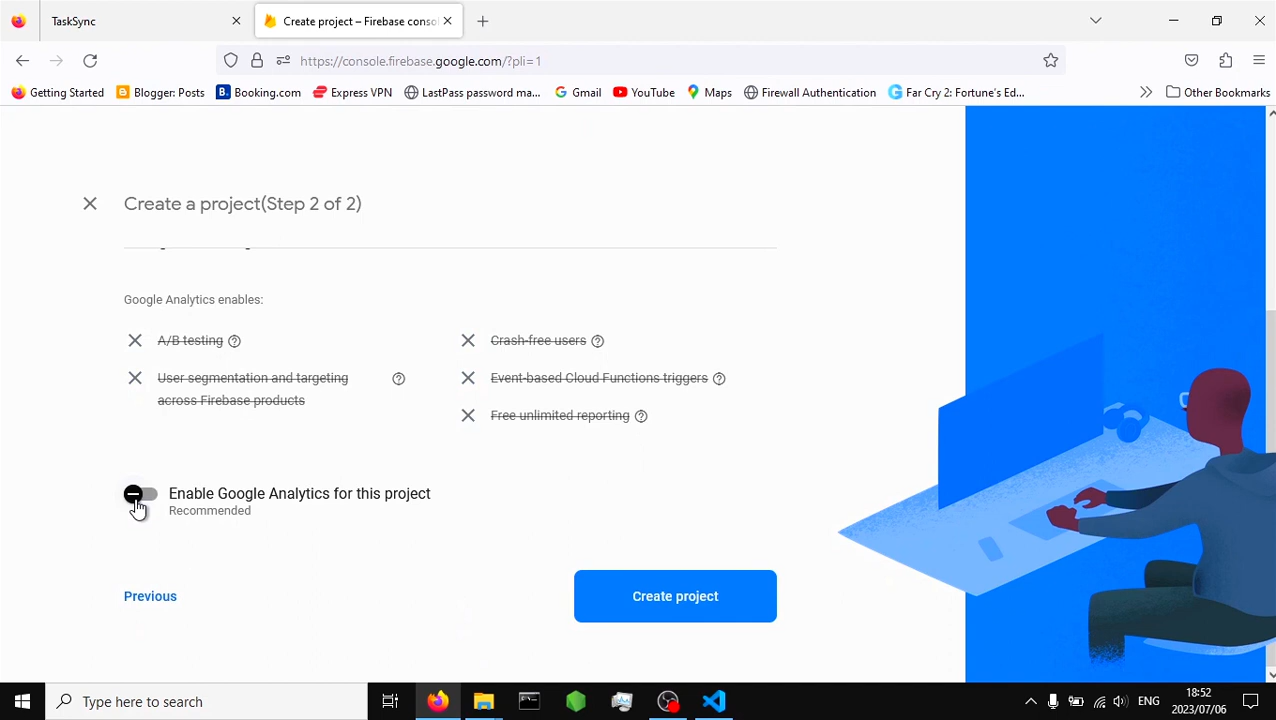 TaskSync
Create project – Firebase conso
https://console.firebase.google.com/?pli=1
Getting Started
Blogger: Posts
B.
Booking.com
Express VPN
LastPass password ma...
G
Gmail
YouTube
Maps
Firewall Authentication
G
Far Cry 2: Fortune's Ed...
Other Bookmarks
Create a project(Step 2 of 2)
Google Analytics enables:
A/B testing
Crash-free users
User segmentation and targeting
across Firebase products
Event-based Cloud Functions triggers
Free unlimited reporting
Enable Google Analytics for this project
Recommended
Previous
Create project
Type here to search
ENG
18:52
2023/07/06